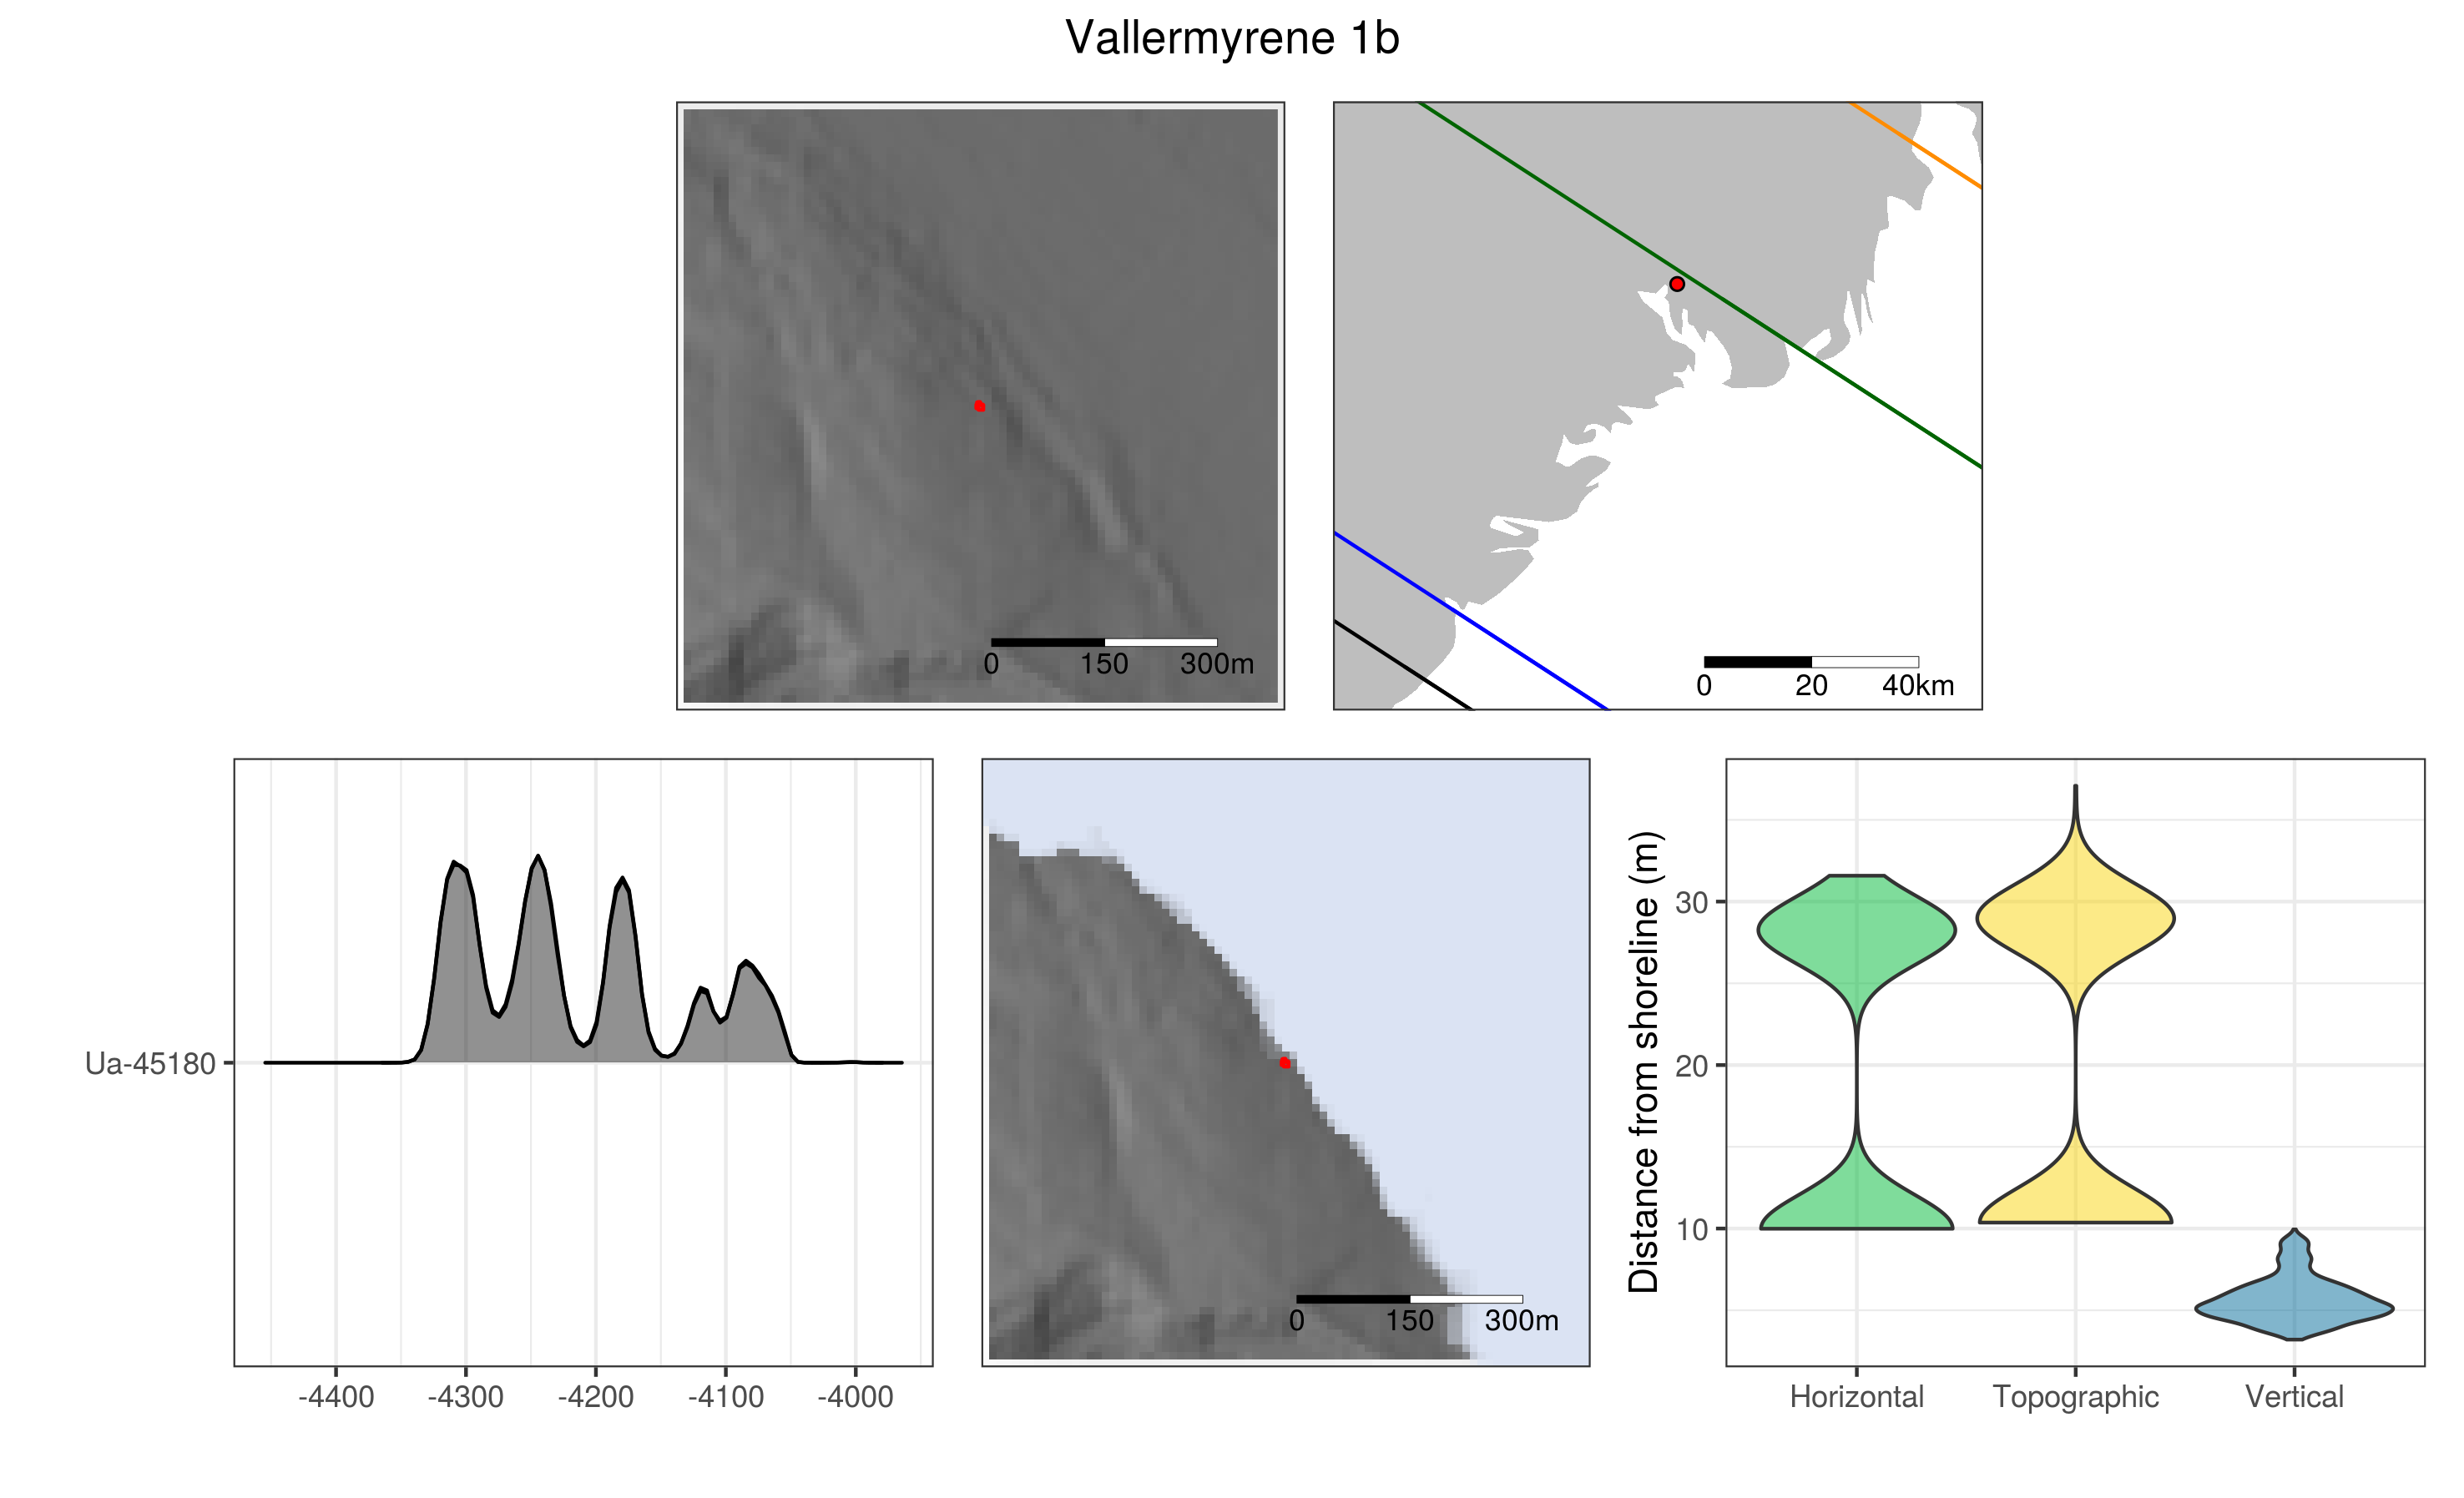 Vallermyrene 1b
0 150 300m
0 20 40km
Ua-45180
-4400 -4300 -4200 -4100 -4000
0 150 300m
Distance from shoreline (m)
30
20
10
Horizontal Topographic Vertical